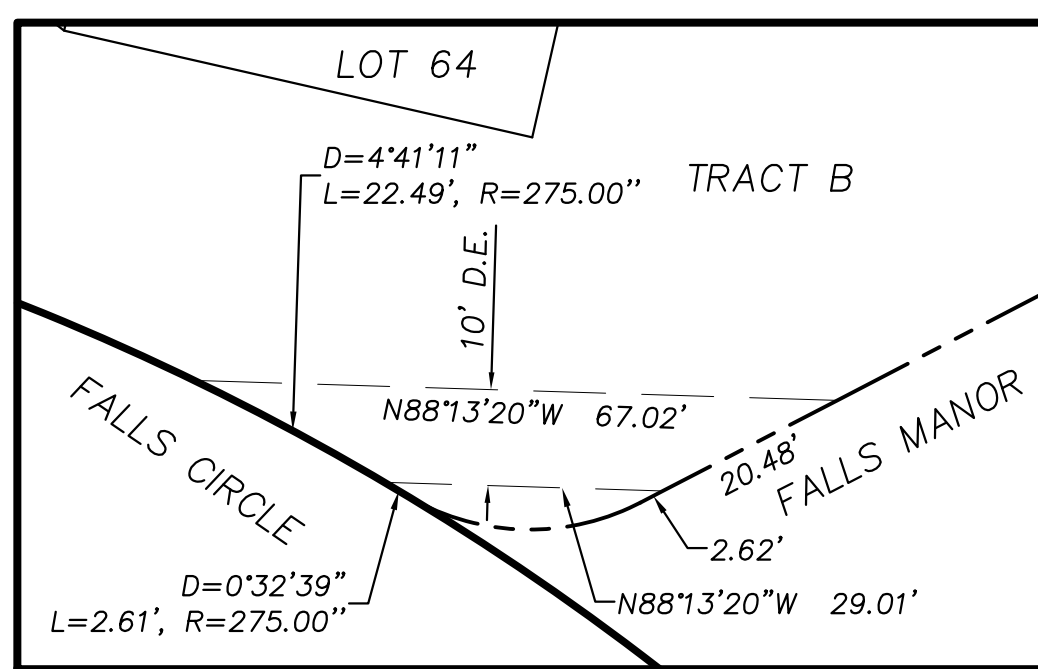 LOT 64
D=4°41'11"
L=22.49', R=275.00"
TRACT B
10' D.E.
N88°13'20"W 67.02'
FALLS CIRCLE
20.48'
FALLS MANOR
2.62'
D=0°32'39"
L=2.61', R=275.00"
N88°13'20"W 29.01'